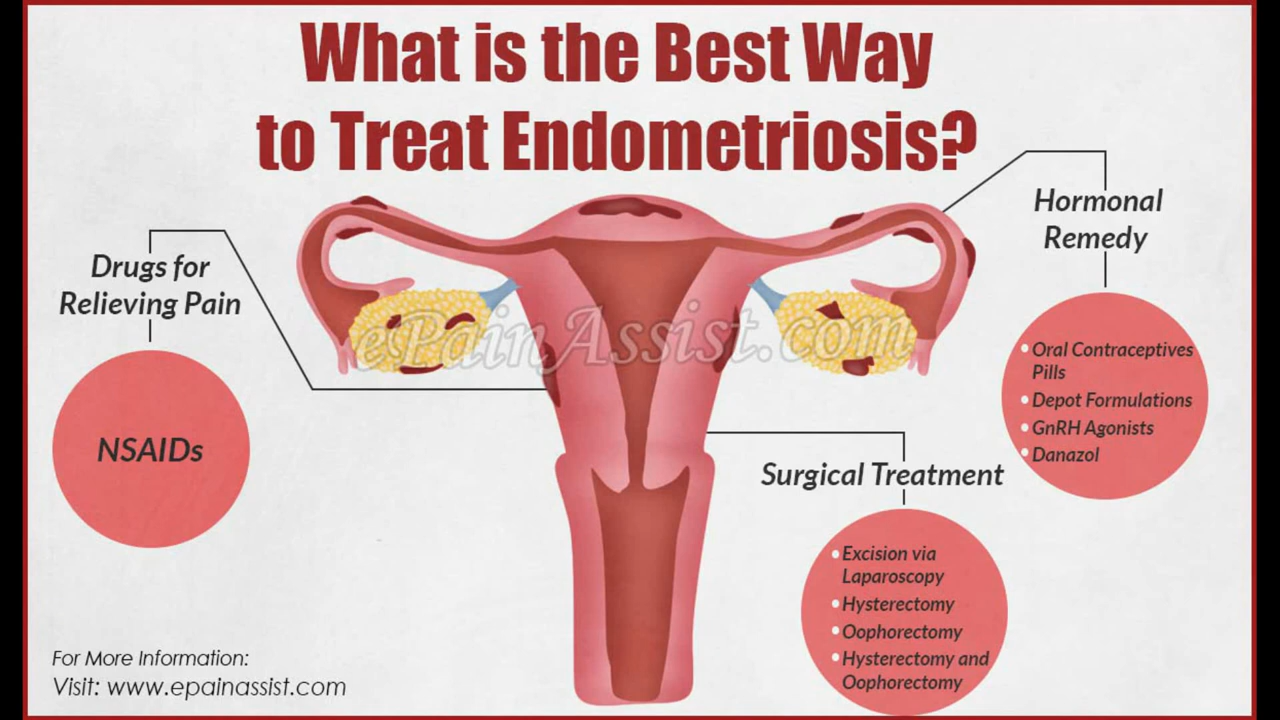 What is the Best Way
to Treat Endometriosis?
Drugs for
Relieving Pain
NSAIDs
Hormonal
Remedy
• Oral Contraceptives
Pills
• Depot Formulations
• GnRH Agonists
• Danazol
ePainAssist.com
Surgical Treatment
• Excision via
Laparoscopy
• Hysterectomy
• Oophorectomy
• Hysterectomy and
Oophorectomy
For More Information:
Visit: www.epainassist.com